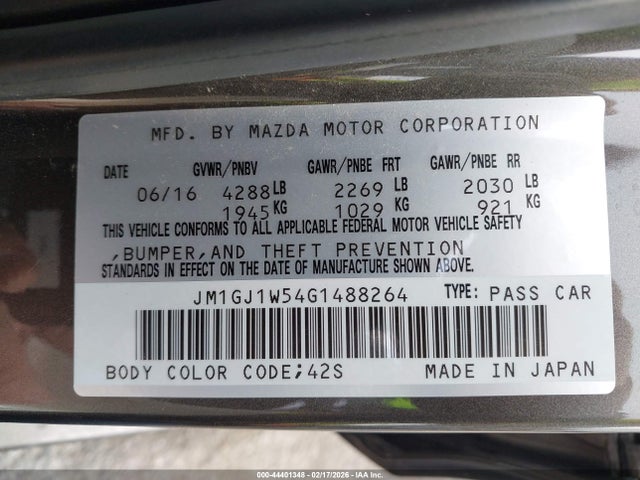 MFD. BY MAZDA MOTOR CORPORATION
DATE GVWR/PNBV GAWR/PNBE FRT GAWR/PNBE RR
06/16 4288 LB 2269 LB 2030 LB
1945 KG 1029 KG 921 KG
THIS VEHICLE CONFORMS TO ALL APPLICABLE FEDERAL MOTOR VEHICLE SAFETY
,BUMPER,AND THEFT PREVENTION
STANDARDS IN EFFECT ON THE DATE OF MANUFACTURE SHOWN ABOVE.
JM1GJ1W54G1488264 TYPE: PASS CAR
BODY COLOR CODE;42S MADE IN JAPAN
000-44401348 - 02/17/2026 - IAA Inc.